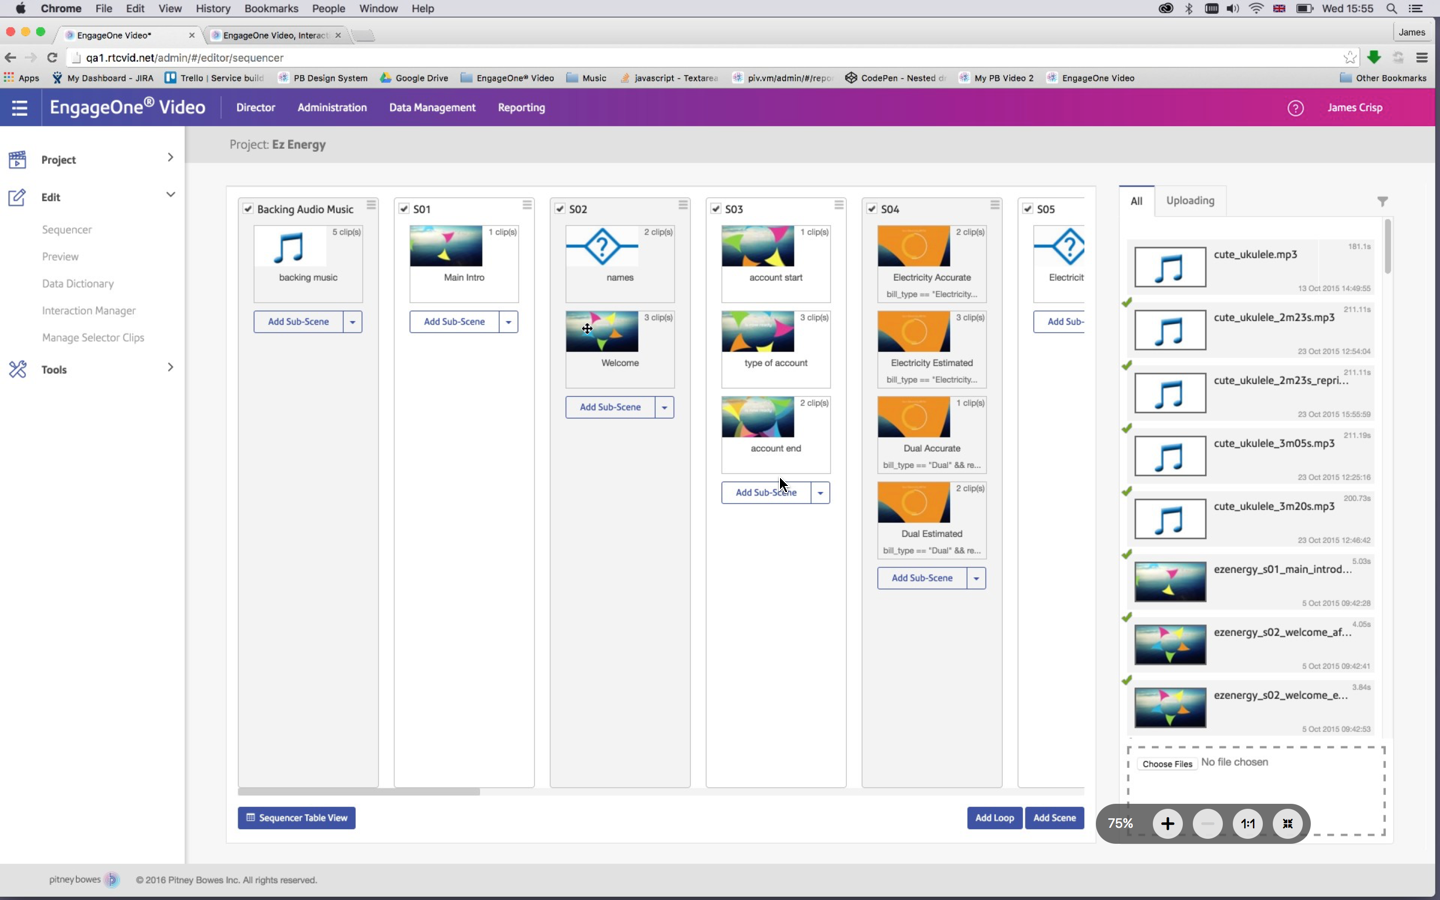 Chrome File Edit View History Bookmarks People Window Help Wed 15:55
EngageOne Video* EngageOne Video, Interact James
qa1.rtcvid.net/admin/#/editor/sequencer
Apps My Dashboard - JIRA Trello | Service build PB Design System Google Drive EngageOne® Video Music javascript - Textarea piv.vm/admin/#/repo CodePen - Nested d My PB Video 2 EngageOne Video Other Bookmarks
EngageOne® Video Director Administration Data Management Reporting ? James Crisp
Project: Ez Energy
Project
Edit
Sequencer
Preview
Data Dictionary
Interaction Manager
Manage Selector Clips
Tools
Backing Audio Music
5 clip(s)
backing music
Add Sub-Scene
S01
1 clip(s)
Main Intro
Add Sub-Scene
S02
2 clip(s)
?
names
3 clip(s)
Welcome
Add Sub-Scene
S03
1 clip(s)
account start
3 clip(s)
type of account
2 clip(s)
account end
Add Sub-Scene
S04
2 clip(s)
Electricity Accurate
bill_type == "Electricity...
3 clip(s)
Electricity Estimated
bill_type == "Electricity...
1 clip(s)
Dual Accurate
bill_type == "Dual" && re...
2 clip(s)
Dual Estimated
bill_type == "Dual" && re...
Add Sub-Scene
S05
?
Electricit
Add Sub-
Sequencer Table View
Add Loop Add Scene
All Uploading
181.1s
cute_ukulele.mp3
13 Oct 2015 14:49:55
211.11s
cute_ukulele_2m23s.mp3
23 Oct 2015 12:54:04
211.11s
cute_ukulele_2m23s_repri...
23 Oct 2015 15:55:59
211.19s
cute_ukulele_3m05s.mp3
23 Oct 2015 12:25:16
200.73s
cute_ukulele_3m20s.mp3
23 Oct 2015 12:46:42
5.03s
ezenergy_s01_main_introd...
5 Oct 2015 09:42:26
4.05s
ezenergy_s02_welcome_af...
5 Oct 2015 09:42:41
3.84s
ezenergy_s02_welcome_e...
5 Oct 2015 09:42:53
Choose Files No file chosen
75% 1:1
pitney bowes © 2016 Pitney Bowes Inc. All rights reserved.